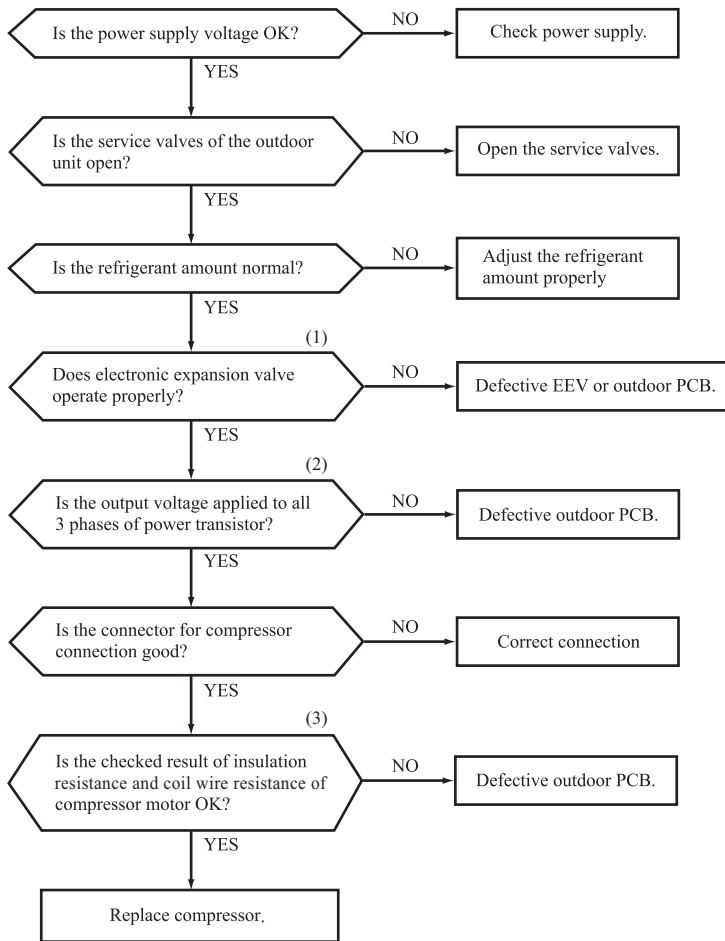 Is the power supply voltage OK?
NO
Check power supply.
YES
Is the service valves of the outdoor
unit open?
NO
Open the service valves.
YES
Is the refrigerant amount normal?
NO
Adjust the refrigerant
amount properly
YES
(1)
Does electronic expansion valve
operate properly?
NO
Defective EEV or outdoor PCB.
YES
(2)
Is the output voltage applied to all
3 phases of power transistor?
NO
Defective outdoor PCB.
YES
Is the connector for compressor
connection good?
NO
Correct connection
YES
(3)
Is the checked result of insulation
resistance and coil wire resistance of
compressor motor OK?
NO
Defective outdoor PCB.
YES
Replace compressor.